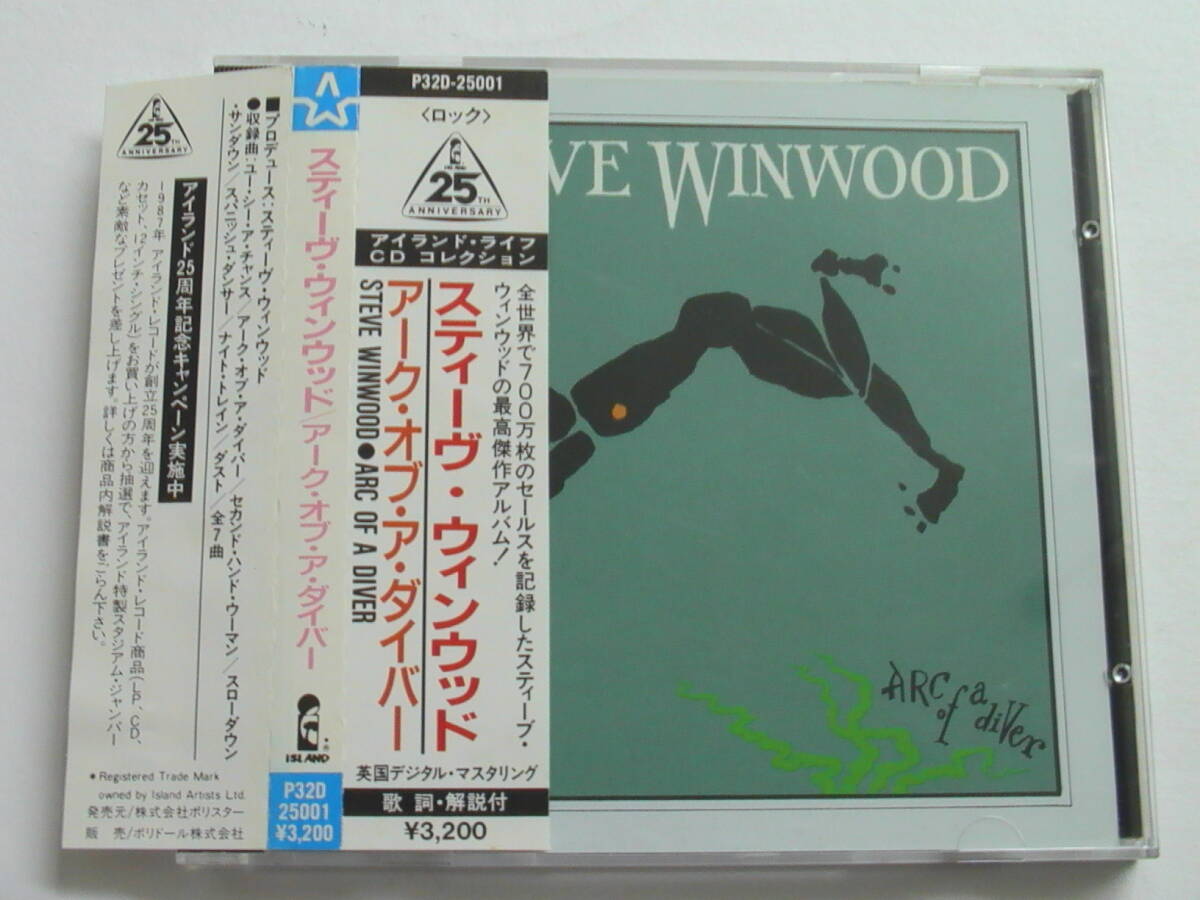 25TH
ANNIVERSARY
アイランド25周年記念キャンペーン実施中
1987年 アイランド・レコードが創立25周年を迎えます。アイランド・レコード商品(LP、CD、
カセット、12インチ・シングル)をお買い上げの方から抽選で、アイランド特製スタジアム・ジャンパー
など素敵なプレゼントを差し上げます。詳しくは商品内解説書をごらん下さい。
■プロデュース:スティーヴ・ウィンウッド
●収録曲:ユー・シー・ア・チャンス/アーク・オブ・ア・ダイバー/セカンド・ハンド・ウーマン/スローダウン
・サンダウン/スパニッシュ・ダンサー/ナイト・トレイン/ダスト/全7曲
* Registered Trade Mark
owned by Island Artists Ltd.
発売元/株式会社ポリスター
販 売/ポリドール株式会社
スティーヴ・ウィンウッド/アーク・オブ・ア・ダイバー
ISLAND
P32D
25001
¥3,200
P32D-25001
〈ロック〉
25TH
ANNIVERSARY
アイランド・ライフ
CD コレクション
全世界で700万枚のセールスを記録したスティーブ・
ウィンウッドの最高傑作アルバム!
スティーヴ・ウィンウッド
アーク・オブ・ア・ダイバー
STEVE WINWOOD●ARC OF A DIVER
英国デジタル・マスタリング
歌詞・解説付
¥3,200
VE WINWOOD
ARC
of a
diver